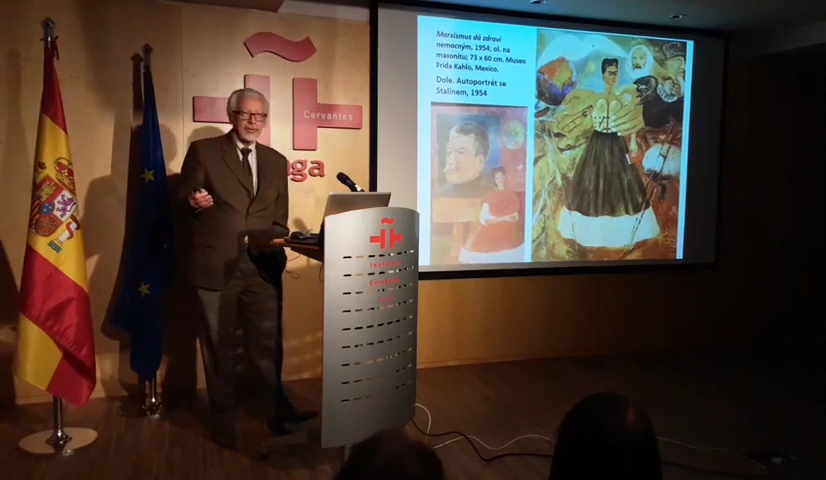 Marxismus dá zdraví
nemocným, 1954; ol. na
masonitu; 73 x 60 cm. Museo
Frida Kahlo, Mexico.
Dole. Autoportrét se
Stalinem, 1954
Cervantes